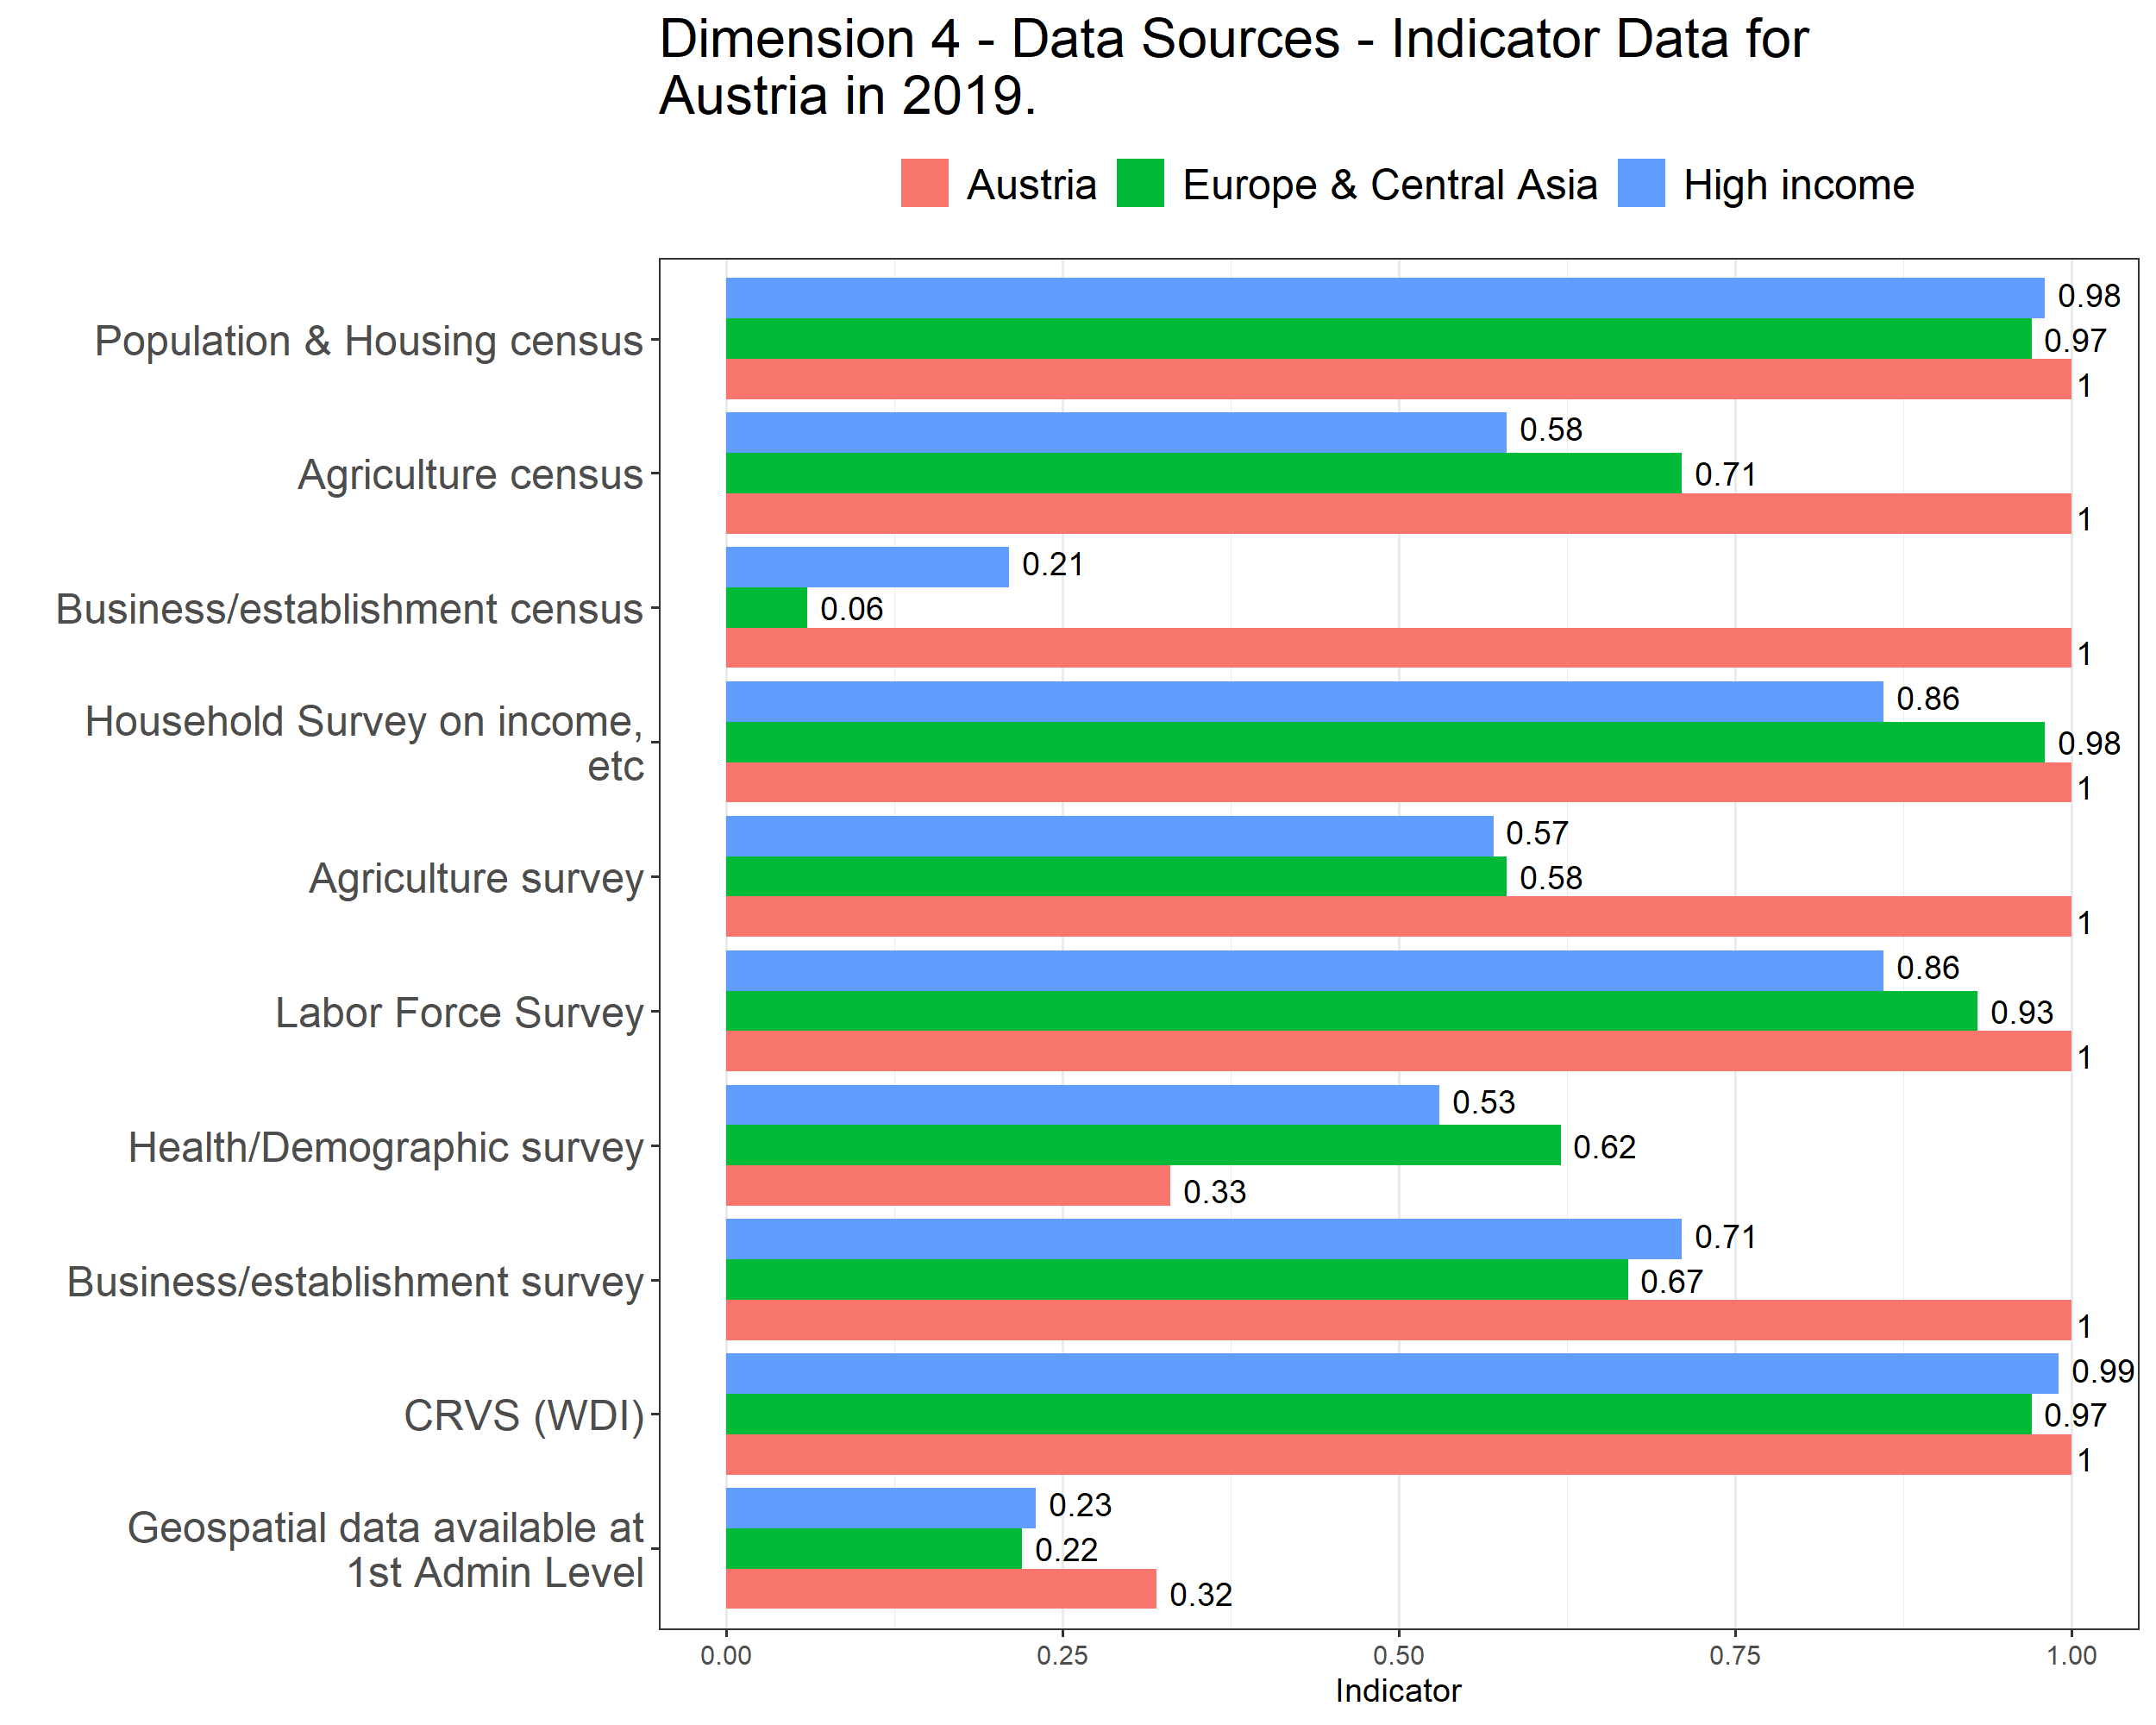 Dimension 4 - Data Sources - Indicator Data for
Austria in 2019.
Austria
Europe & Central Asia
High income
Population & Housing census
0.98
0.97
1
Agriculture census
0.58
0.71
1
Business/establishment census
0.21
0.06
1
Household Survey on income,
etc
0.86
0.98
1
Agriculture survey
0.57
0.58
1
Labor Force Survey
0.86
0.93
1
Health/Demographic survey
0.53
0.62
0.33
Business/establishment survey
0.71
0.67
1
CRVS (WDI)
0.99
0.97
1
Geospatial data available at
1st Admin Level
0.23
0.22
0.32
0.00
0.25
0.50
0.75
1.00
Indicator